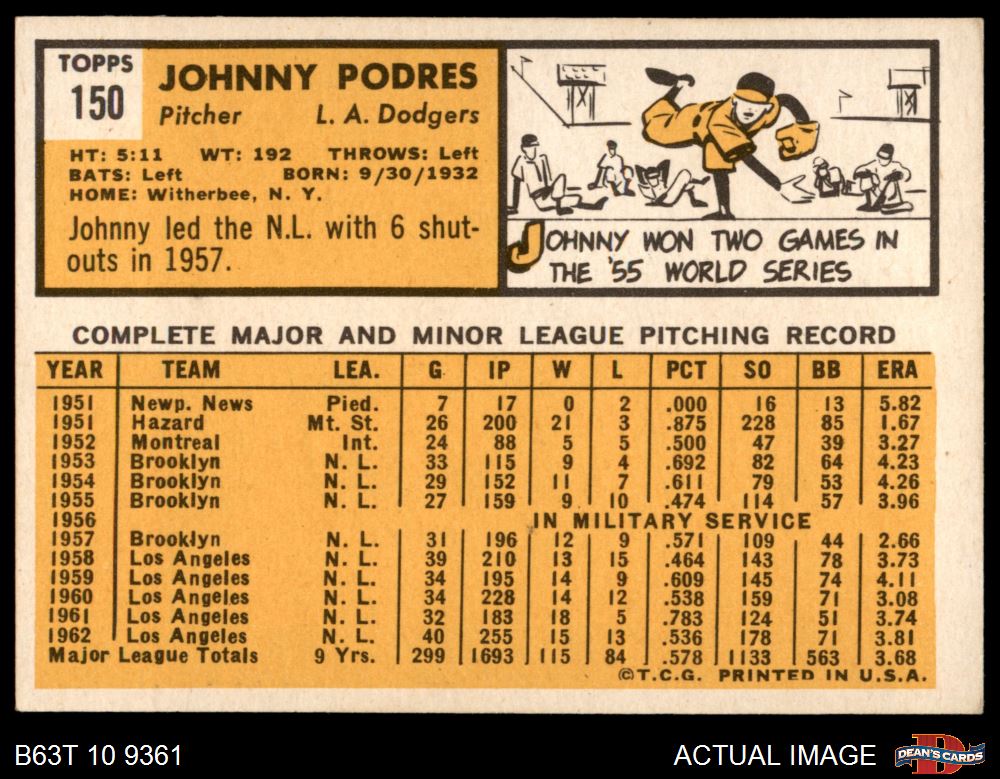 TOPPS
150
JOHNNY PODRES
Pitcher L. A. Dodgers
HT: 5:11 WT: 192 THROWS: Left
BATS: Left BORN: 9/30/1932
HOME: Witherbee, N. Y.
Johnny led the N.L. with 6 shut-
outs in 1957.
JOHNNY WON TWO GAMES IN
THE '55 WORLD SERIES
COMPLETE MAJOR AND MINOR LEAGUE PITCHING RECORD
YEAR TEAM LEA. G IP W L PCT SO BB ERA
1951 Newp. News Pied. 7 17 0 2 .000 16 13 5.82
1951 Hazard Mt. St. 26 200 21 3 .875 228 85 1.67
1952 Montreal Int. 24 88 5 5 .500 47 39 3.27
1953 Brooklyn N. L. 33 115 9 4 .692 82 64 4.23
1954 Brooklyn N. L. 29 152 11 7 .611 79 53 4.26
1955 Brooklyn N. L. 27 159 9 10 .474 114 57 3.96
1956 IN MILITARY SERVICE
1957 Brooklyn N. L. 31 196 12 9 .571 109 44 2.66
1958 Los Angeles N. L. 39 210 13 15 .464 143 78 3.73
1959 Los Angeles N. L. 34 195 14 9 .609 145 74 4.11
1960 Los Angeles N. L. 34 228 14 12 .538 159 71 3.08
1961 Los Angeles N. L. 32 183 18 5 .783 124 51 3.74
1962 Los Angeles N. L. 40 255 15 13 .536 178 71 3.81
Major League Totals 9 Yrs. 299 1693 115 84 .578 1133 563 3.68
©T.C.G. PRINTED IN U.S.A.
B63T 10 9361 ACTUAL IMAGE DEAN'S CARDS